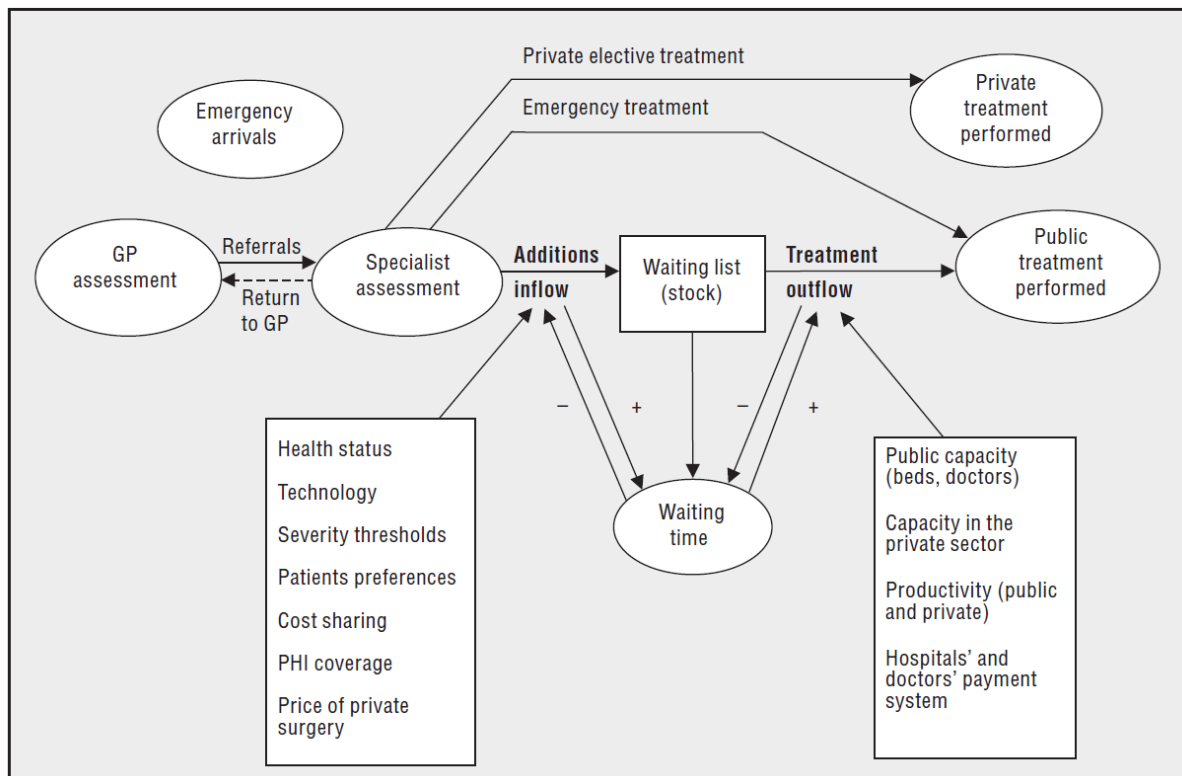 Private elective treatment
Emergency treatment
Private
treatment
performed
Emergency
arrivals
GP
assessment
Referrals
Return
to GP
Specialist
assessment
Additions
inflow
Waiting list
(stock)
Treatment
outflow
Public
treatment
performed
–
+
–
+
Health status
Technology
Severity thresholds
Patients preferences
Cost sharing
PHI coverage
Price of private
surgery
Waiting
time
Public capacity
(beds, doctors)
Capacity in the
private sector
Productivity (public
and private)
Hospitals' and
doctors' payment
system